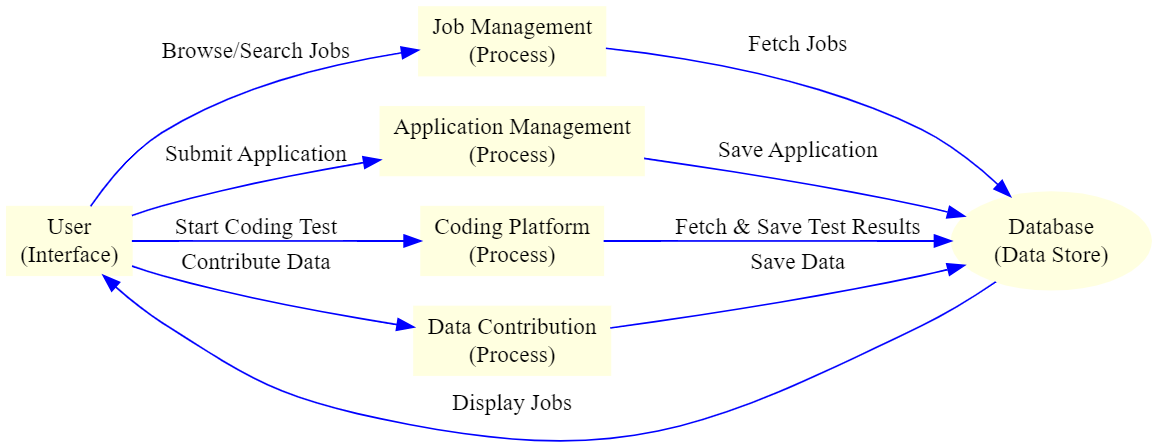 Job Management
(Process)
Browse/Search Jobs
Fetch Jobs
Application Management
(Process)
Submit Application
Save Application
User
(Interface)
Start Coding Test
Coding Platform
(Process)
Fetch & Save Test Results
Database
(Data Store)
Contribute Data
Save Data
Data Contribution
(Process)
Display Jobs